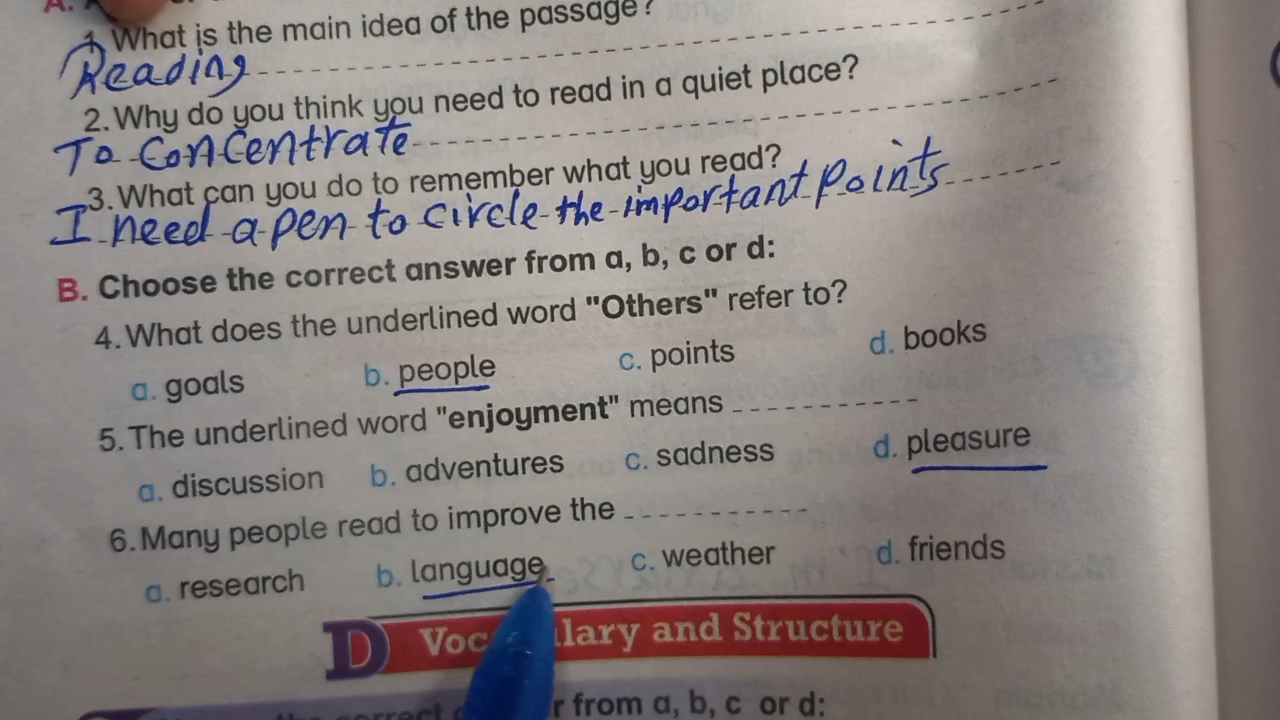 A.
1. What is the main idea of the passage?
Reading
2. Why do you think you need to read in a quiet place?
To concentrate
3. What can you do to remember what you read?
I need a pen to circle the important points
B. Choose the correct answer from a, b, c or d:
4. What does the underlined word "Others" refer to?
a. goals b. people c. points d. books
5. The underlined word "enjoyment" means
a. discussion b. adventures c. sadness d. pleasure
6. Many people read to improve the
a. research b. language c. weather d. friends
D and Structure
from a, b, c or d: